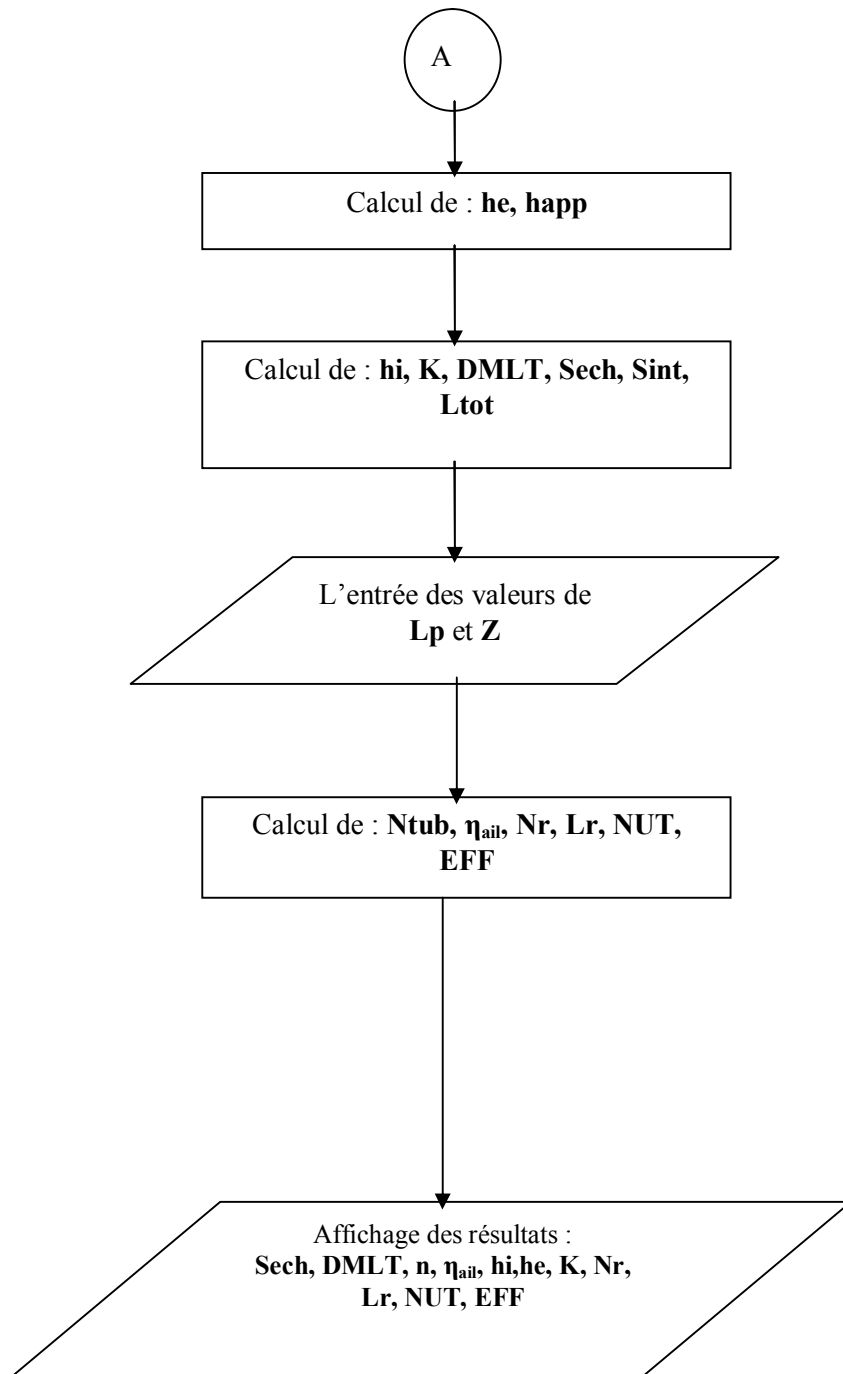 A
Calcul de : he, happ
Calcul de : hi, K, DMLT, Sech, Sint,
Ltot
L’entrée des valeurs de
Lp et Z
Calcul de : Ntub, ηail, Nr, Lr, NUT,
EFF
Affichage des résultats :
Sech, DMLT, n, ηail, hi,he, K, Nr,
Lr, NUT, EFF